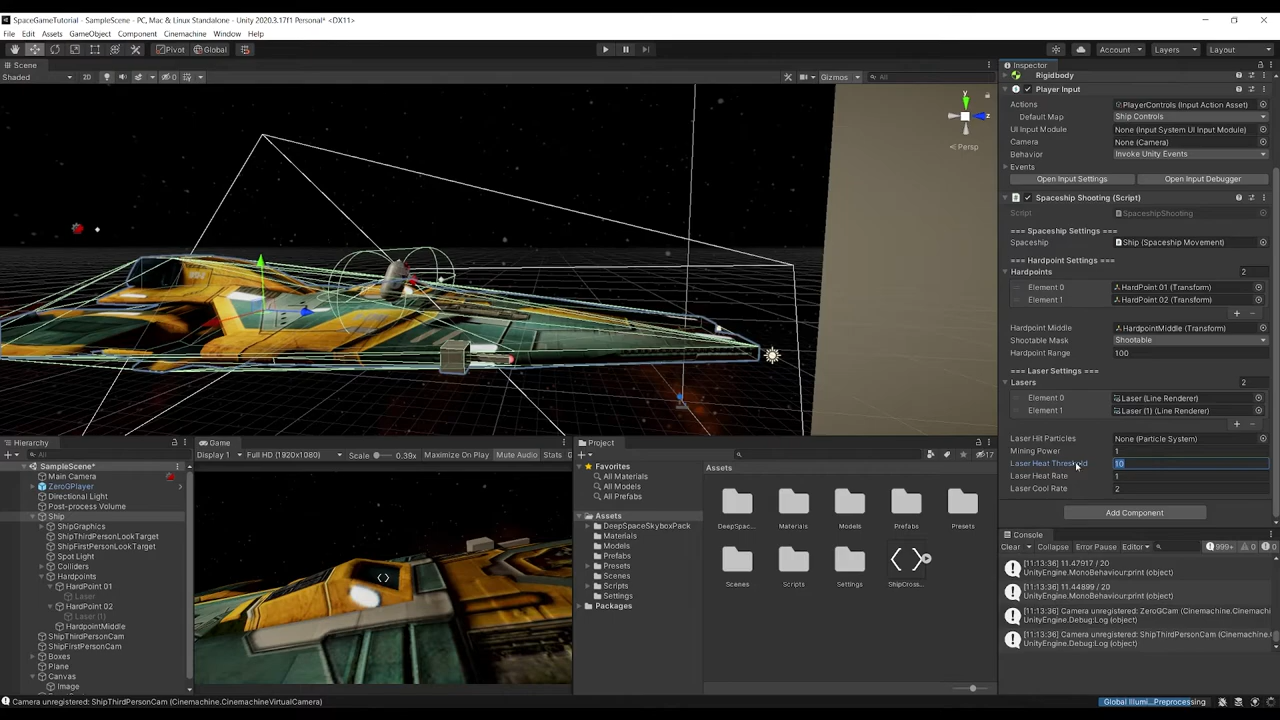 SpaceGameTutorial - SampleScene - PC, Mac & Linux Standalone - Unity 2020.3.17f1 Personal* <DX11>
File Edit Assets GameObject Component Cinemachine Window Help
Pivot Global Account Layers Layout
Scene
Shaded 2D 0 Gizmos All
y
z
Persp
Inspector
Rigidbody
Player Input
Actions PlayerControls (Input Action Asset)
Default Map Ship Controls
UI Input Module None (Input System UI Input Module)
Camera None (Camera)
Behavior Invoke Unity Events
Events
Open Input Settings Open Input Debugger
Spaceship Shooting (Script)
Script SpaceshipShooting
=== Spaceship Settings ===
Spaceship Ship (Spaceship Movement)
=== Hardpoint Settings ===
Hardpoints 2
Element 0 HardPoint 01 (Transform)
Element 1 HardPoint 02 (Transform)
+ −
Hardpoint Middle HardpointMiddle (Transform)
Shootable Mask Shootable
Hardpoint Range 100
=== Laser Settings ===
Lasers 2
Element 0 Laser (Line Renderer)
Element 1 Laser (1) (Line Renderer)
+ −
Laser Hit Particles None (Particle System)
Mining Power 1
Laser Heat Threshold 10
Laser Heat Rate 1
Laser Cool Rate 2
Add Component
Hierarchy
+ All
SampleScene*
Main Camera
ZeroGPlayer
Directional Light
Post-process Volume
Ship
ShipGraphics
ShipThirdPersonLookTarget
ShipFirstPersonLookTarget
Spot Light
Colliders
Hardpoints
HardPoint 01
Laser
HardPoint 02
Laser (1)
HardpointMiddle
ShipThirdPersonCam
ShipFirstPersonCam
Boxes
Plane
Canvas
Image
Game
Display 1 Full HD (1920x1080) Scale 0.39x Maximize On Play Mute Audio Stats
Project
+ 17
Favorites
All Materials
All Models
All Prefabs
Assets
DeepSpaceSkyboxPack
Materials
Models
Prefabs
Presets
Scenes
Scripts
Settings
Packages
Assets
DeepSpac... Materials Models Prefabs Presets
Scenes Scripts Settings ShipCross...
Console
Clear Collapse Error Pause Editor 999+ 0 0
[11:13:36] 11.47917 / 20
UnityEngine.MonoBehaviour:print (object)
[11:13:36] 11.44899 / 20
UnityEngine.MonoBehaviour:print (object)
[11:13:36] Camera unregistered: ZeroGCam (Cinemachine.Cinemachi
UnityEngine.Debug:Log (object)
[11:13:36] Camera unregistered: ShipThirdPersonCam (Cinemachine.C
UnityEngine.Debug:Log (object)
Camera unregistered: ShipThirdPersonCam (Cinemachine.CinemachineVirtualCamera)
Global Illumi...Preprocessing